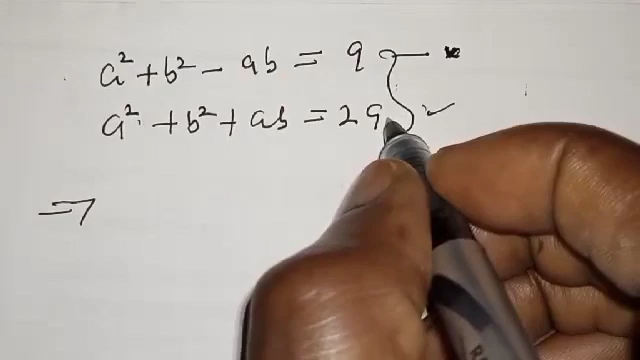 a² + b² - ab = 9
a² + b² + ab = 29
⇒